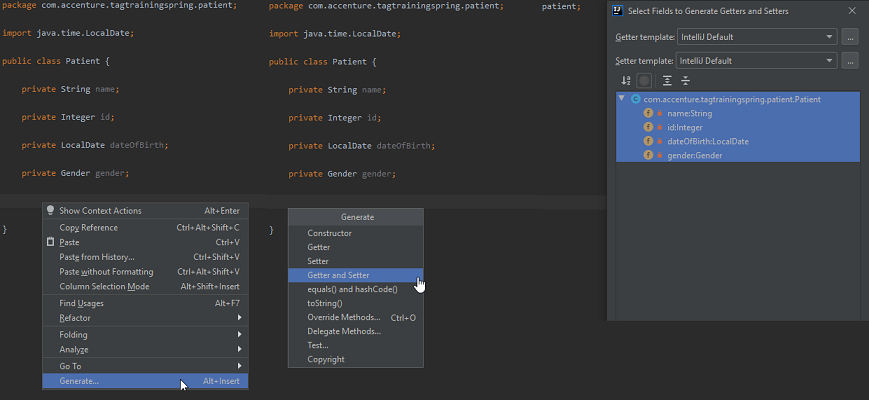 package com.accenture.tagtrainingspring.patient;
import java.time.LocalDate;
public class Patient {
private String name;
private Integer id;
private LocalDate dateOfBirth;
private Gender gender;
}
Show Context Actions Alt+Enter
Copy Reference Ctrl+Alt+Shift+C
Paste Ctrl+V
Paste from History... Ctrl+Shift+V
Paste without Formatting Ctrl+Alt+Shift+V
Column Selection Mode Alt+Shift+Insert
Find Usages Alt+F7
Refactor
Folding
Analyze
Go To
Generate... Alt+Insert
package com.accenture.tagtrainingspring.patient;
import java.time.LocalDate;
public class Patient {
private String name;
private Integer id;
private LocalDate dateOfBirth;
private Gender gender;
}
Generate
Constructor
Getter
Setter
Getter and Setter
equals() and hashCode()
toString()
Override Methods... Ctrl+O
Delegate Methods...
Test...
Copyright
patient;
Select Fields to Generate Getters and Setters
Getter template: IntelliJ Default ...
Setter template: IntelliJ Default ...
com.accenture.tagtrainingspring.patient.Patient
name:String
id:Integer
dateOfBirth:LocalDate
gender:Gender